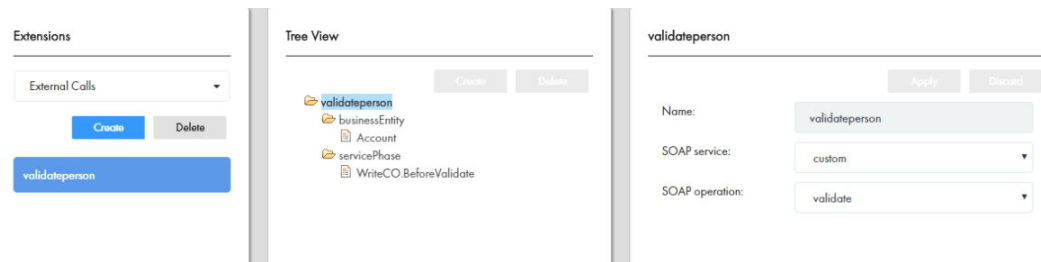 Extensions
External Calls
Create
Delete
validateperson
Tree View
Create
Delete
validateperson
businessEntity
Account
servicePhase
WriteCO.BeforeValidate
validateperson
Apply
Discard
Name:
validateperson
SOAP service:
custom
SOAP operation:
validate